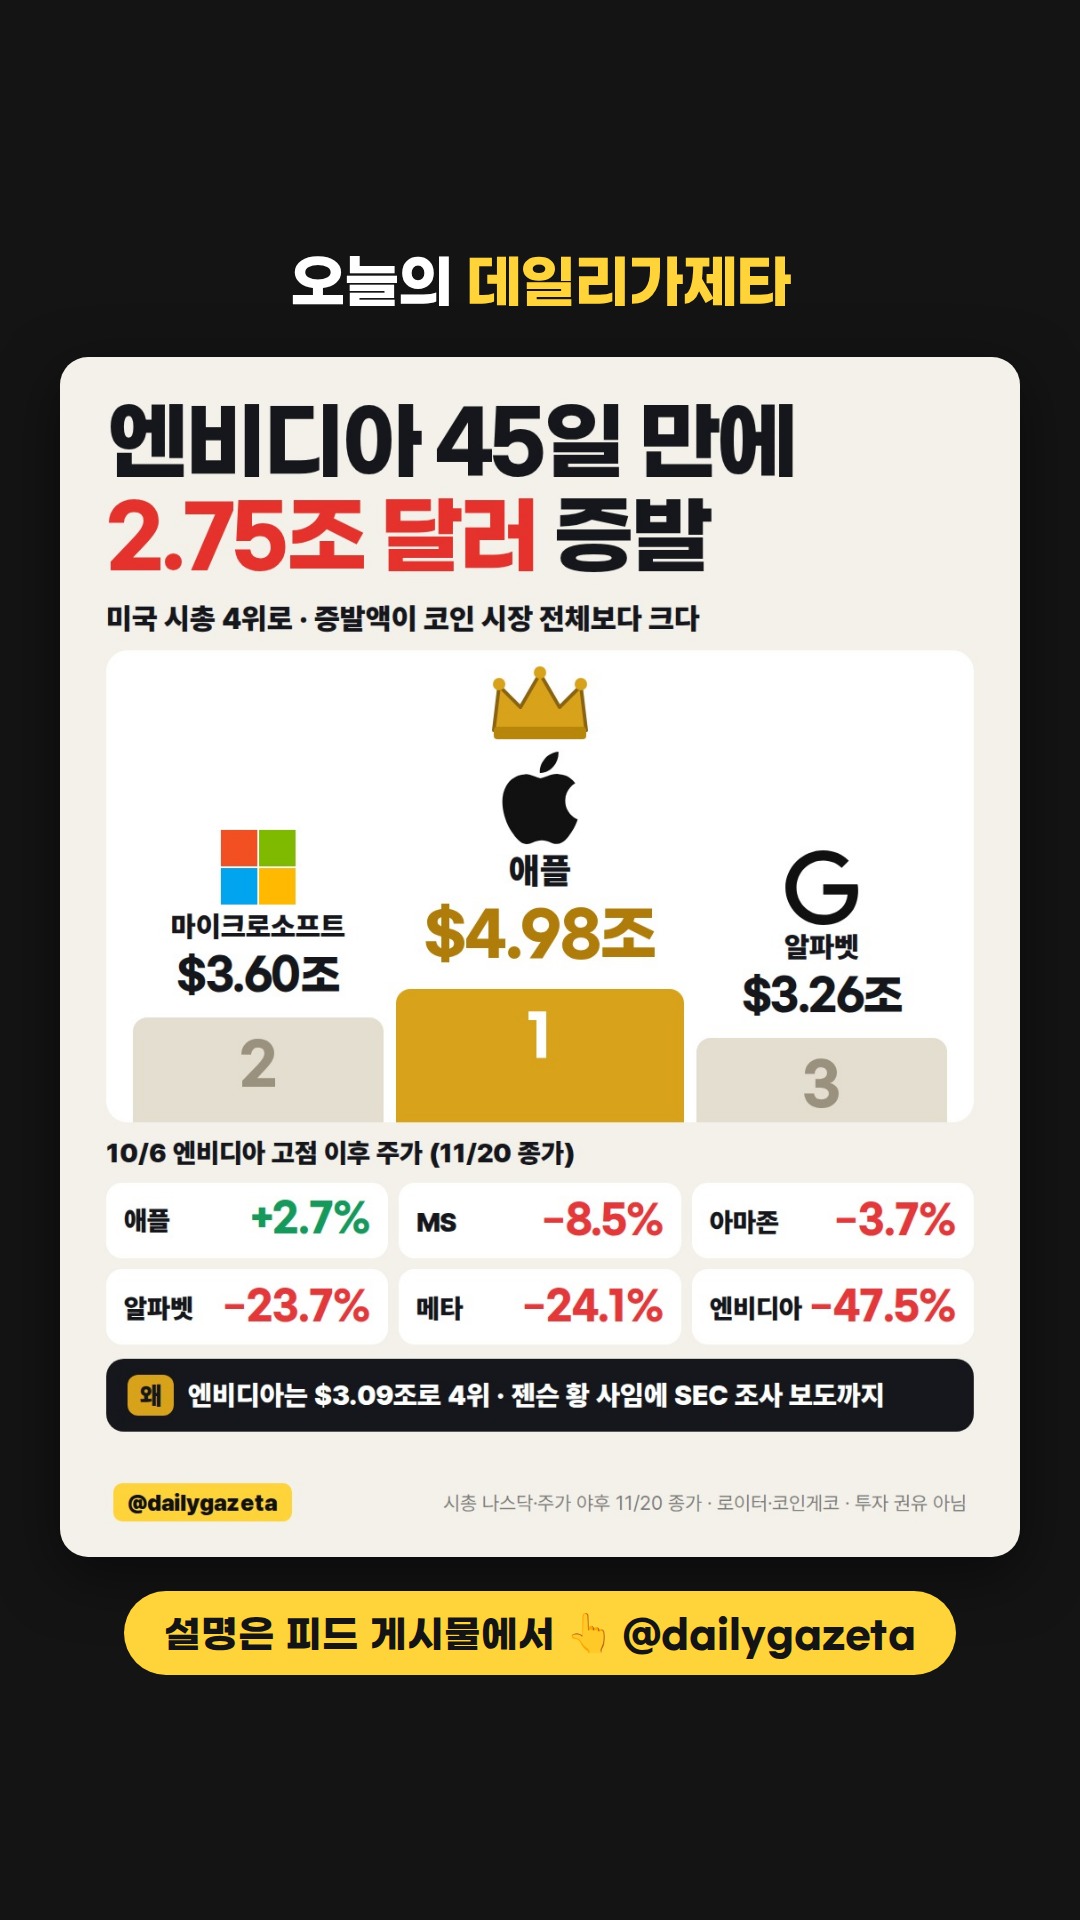 오늘의 데일리가제타
엔비디아 45일 만에
2.75조 달러 증발
미국 시총 4위로 · 증발액이 코인 시장 전체보다 크다
애플
$4.98조
1
마이크로소프트
$3.60조
2
알파벳
$3.26조
3
10/6 엔비디아 고점 이후 주가 (11/20 종가)
애플 +2.7%
MS −8.5%
아마존 −3.7%
알파벳 −23.7%
메타 −24.1%
엔비디아 −47.5%
왜 엔비디아는 $3.09조로 4위 · 젠슨 황 사임에 SEC 조사 보도까지
@dailygazeta
시총 나스닥·주가 야후 11/20 종가 · 로이터·코인게코 · 투자 권유 아님
설명은 피드 게시물에서 👆 @dailygazeta